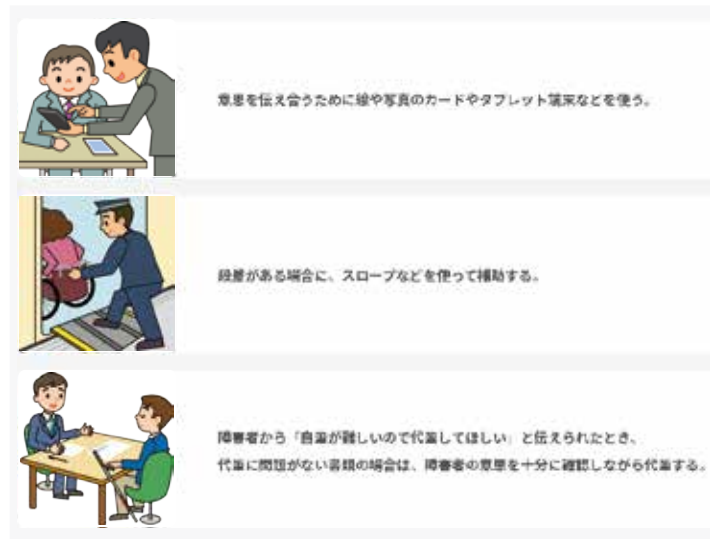 意思を伝え合うために絵や写真のカードやタブレット端末などを使う。
段差がある場合に、スロープなどを使って補助する。
障害者から「自筆が難しいので代筆してほしい」と伝えられたとき、
代筆に問題がない書類の場合は、障害者の意思を十分に確認しながら代筆する。